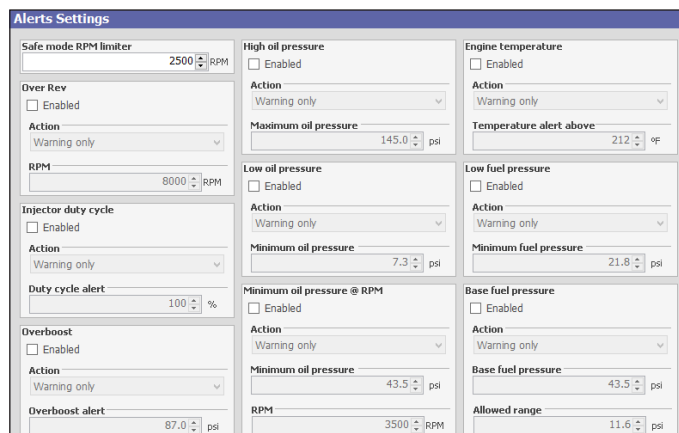 Alerts Settings
Safe mode RPM limiter
2500 RPM
Over Rev
Enabled
Action
Warning only
RPM
8000 RPM
Injector duty cycle
Enabled
Action
Warning only
Duty cycle alert
100 %
Overboost
Enabled
Action
Warning only
Overboost alert
87.0 psi
High oil pressure
Enabled
Action
Warning only
Maximum oil pressure
145.0 psi
Low oil pressure
Enabled
Action
Warning only
Minimum oil pressure
7.3 psi
Minimum oil pressure @ RPM
Enabled
Action
Warning only
Minimum oil pressure
43.5 psi
RPM
3500 RPM
Engine temperature
Enabled
Action
Warning only
Temperature alert above
212 ºF
Low fuel pressure
Enabled
Action
Warning only
Minimum fuel pressure
21.8 psi
Base fuel pressure
Enabled
Action
Warning only
Base fuel pressure
43.5 psi
Allowed range
11.6 psi